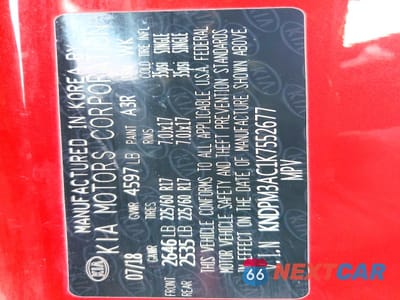 MANUFACTURED IN KOREA BY
KIA MOTORS CORPORATION
07/18 GVWR 4597 LB PAINT A3R
GAWR TIRES RIMS COLD TIRE INFL.
FRONT 2646 LB 225/60 R17 7.0Jx17 35psi SINGLE
REAR 2535 LB 225/60 R17 7.0Jx17 35psi SINGLE
THIS VEHICLE CONFORMS TO ALL APPLICABLE U.S.A. FEDERAL
MOTOR VEHICLE SAFETY AND THEFT PREVENTION STANDARDS
IN EFFECT ON THE DATE OF MANUFACTURE SHOWN ABOVE.
V.I.N KNDPM3AC1K7552677
MPV
KIA
66 NEXTCAR